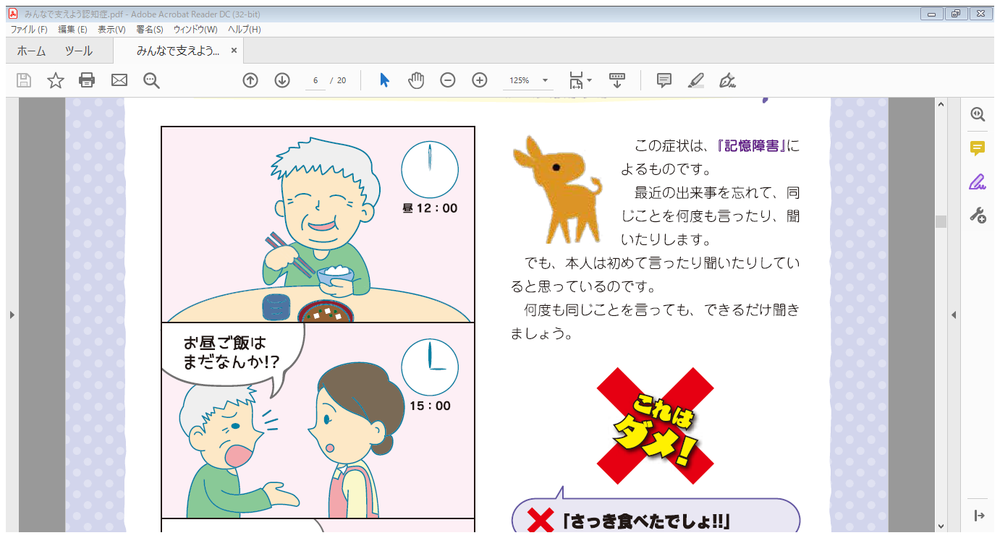 みんなで支えよう認知症.pdf - Adobe Acrobat Reader DC (32-bit)
ファイル(F) 編集(E) 表示(V) 署名(S) ウィンドウ(W) ヘルプ(H)
ホーム ツール みんなで支えよう... ×
6 / 20 125%
昼12：00
お昼ご飯は
まだなんか!?
15：00
この症状は、『記憶障害』に
よるものです。
最近の出来事を忘れて、同
じことを何度も言ったり、聞
いたりします。
でも、本人は初めて言ったり聞いたりしてい
ると思っているのです。
何度も同じことを言っても、できるだけ聞き
ましょう。
これは
ダメ！
「さっき食べたでしょ!!」